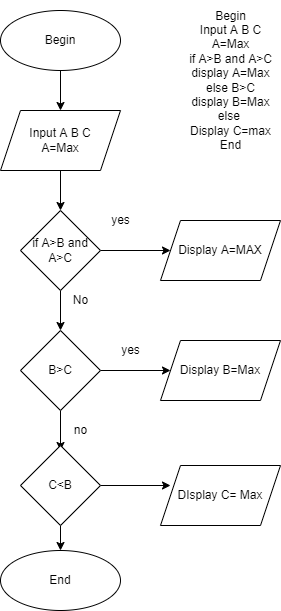 Begin
Input A B C
A=Max
if A>B and
A>C
yes
Display A=MAX
No
B>C
yes
Display B=Max
no
C<B
DIsplay C= Max
End
Begin
Input A B C
A=Max
if A>B and A>C
display A=Max
else B>C
display B=Max
else
Display C=max
End